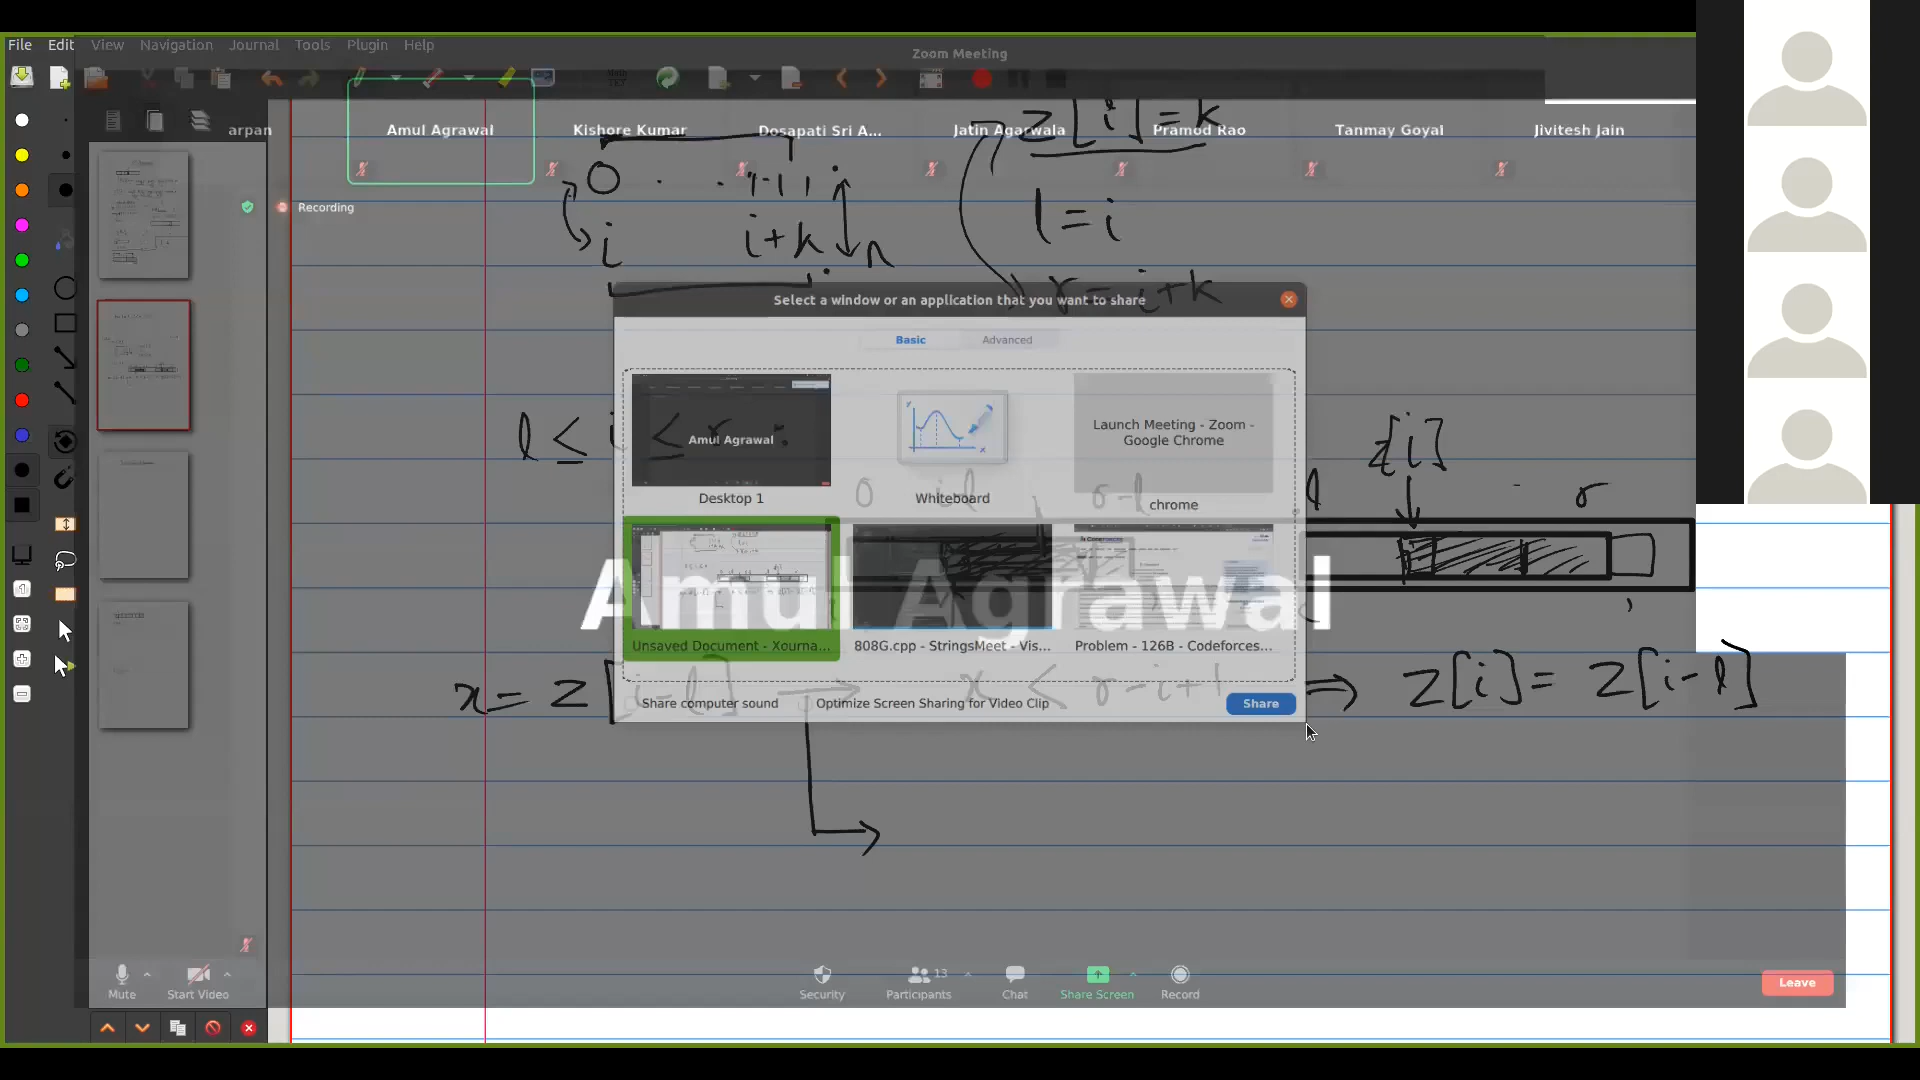 File Edit View Navigation Journal Tools Plugin Help
Zoom Meeting
arpan Amul Agrawal Kishore Kumar Dosapati Sri A... Jatin Agarwala Pramod Rao Tanmay Goyal Jivitesh Jain
z[i] = k
0 . . i
Recording
l = i
i i+k n
r = i+k
Select a window or an application that you want to share
Basic Advanced
Launch Meeting - Zoom -
Google Chrome
Amul Agrawal
l ≤ i ≤ r
z[i]
Desktop 1 Whiteboard chrome
0 r-l l r
Amul Agrawal
Unsaved Document - Xourna... 808G.cpp - StringsMeet - Vis... Problem - 126B - Codeforces...
x = z[i-l] → x < r-i+1 ⇒ z[i] = z[i-l]
Share computer sound Optimize Screen Sharing for Video Clip Share
Mute Start Video Security Participants 13 Chat Share Screen Record Leave